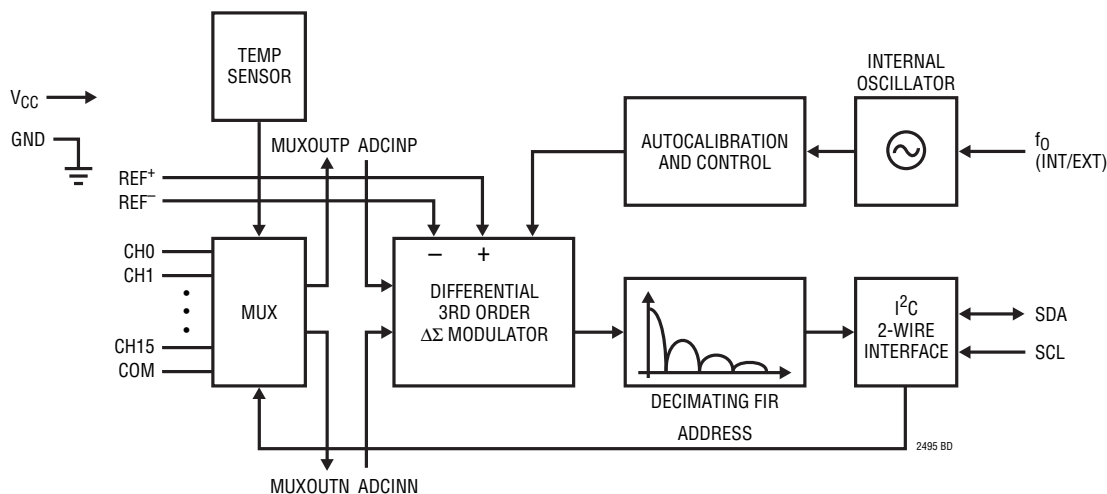 TEMP
SENSOR
INTERNAL
OSCILLATOR
VCC
GND
MUXOUTP ADCINP
AUTOCALIBRATION
AND CONTROL
fO
(INT/EXT)
REF+
REF–
CH0
CH1
CH15
COM
MUX
– +
DIFFERENTIAL
3RD ORDER
ΔΣ MODULATOR
I2C
2-WIRE
INTERFACE
SDA
SCL
DECIMATING FIR
ADDRESS
2495 BD
MUXOUTN ADCINN